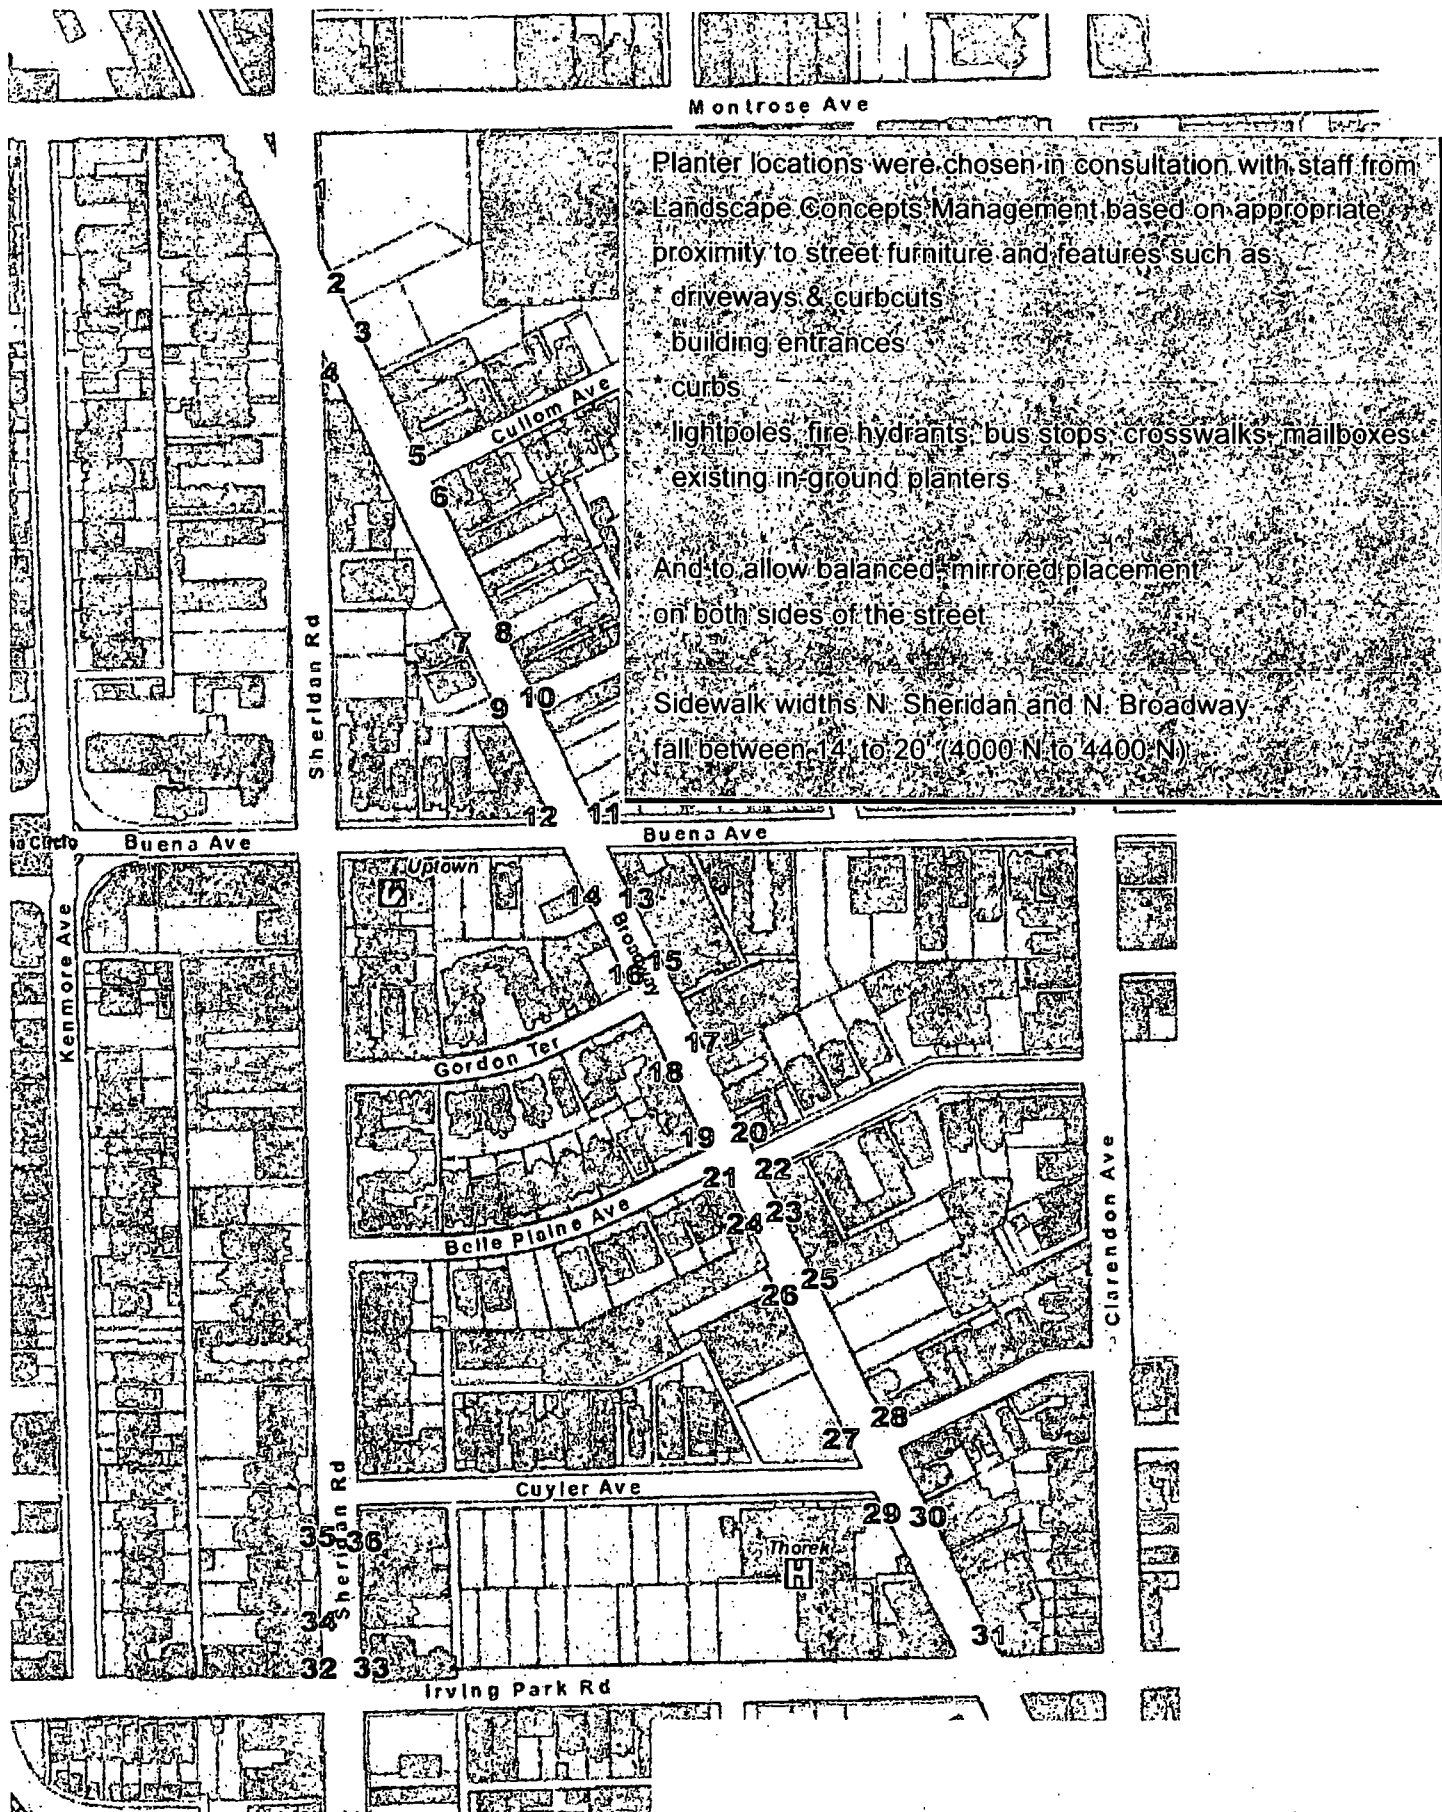 Montrose Ave
Planter locations were chosen in consultation with staff from
Landscape Concepts Management based on appropriate
proximity to street furniture and features such as
* driveways & curbcuts
* building entrances
* curbs
* lightpoles, fire hydrants, bus stops, crosswalks, mailboxes
* existing in-ground planters
And to allow balanced, mirrored placement
on both sides of the street
Sidewalk widths N. Sheridan and N. Broadway
fall between 14' to 20' (4000 N to 4400 N)
1
2
3
4
Cullom Ave
5
6
Sheridan Rd
7
8
9
10
12
11
Buena Ave
Buena Ave
Uptown
14
13
Kenmore Ave
16
15
Gordon Ter
17
18
19
20
21
22
Belle Plaine Ave
23
24
Clarendon Ave
25
26
28
27
Cuyler Ave
29
30
35
36
Sheridan Rd
Thorek
H
34
31
32
33
Irving Park Rd